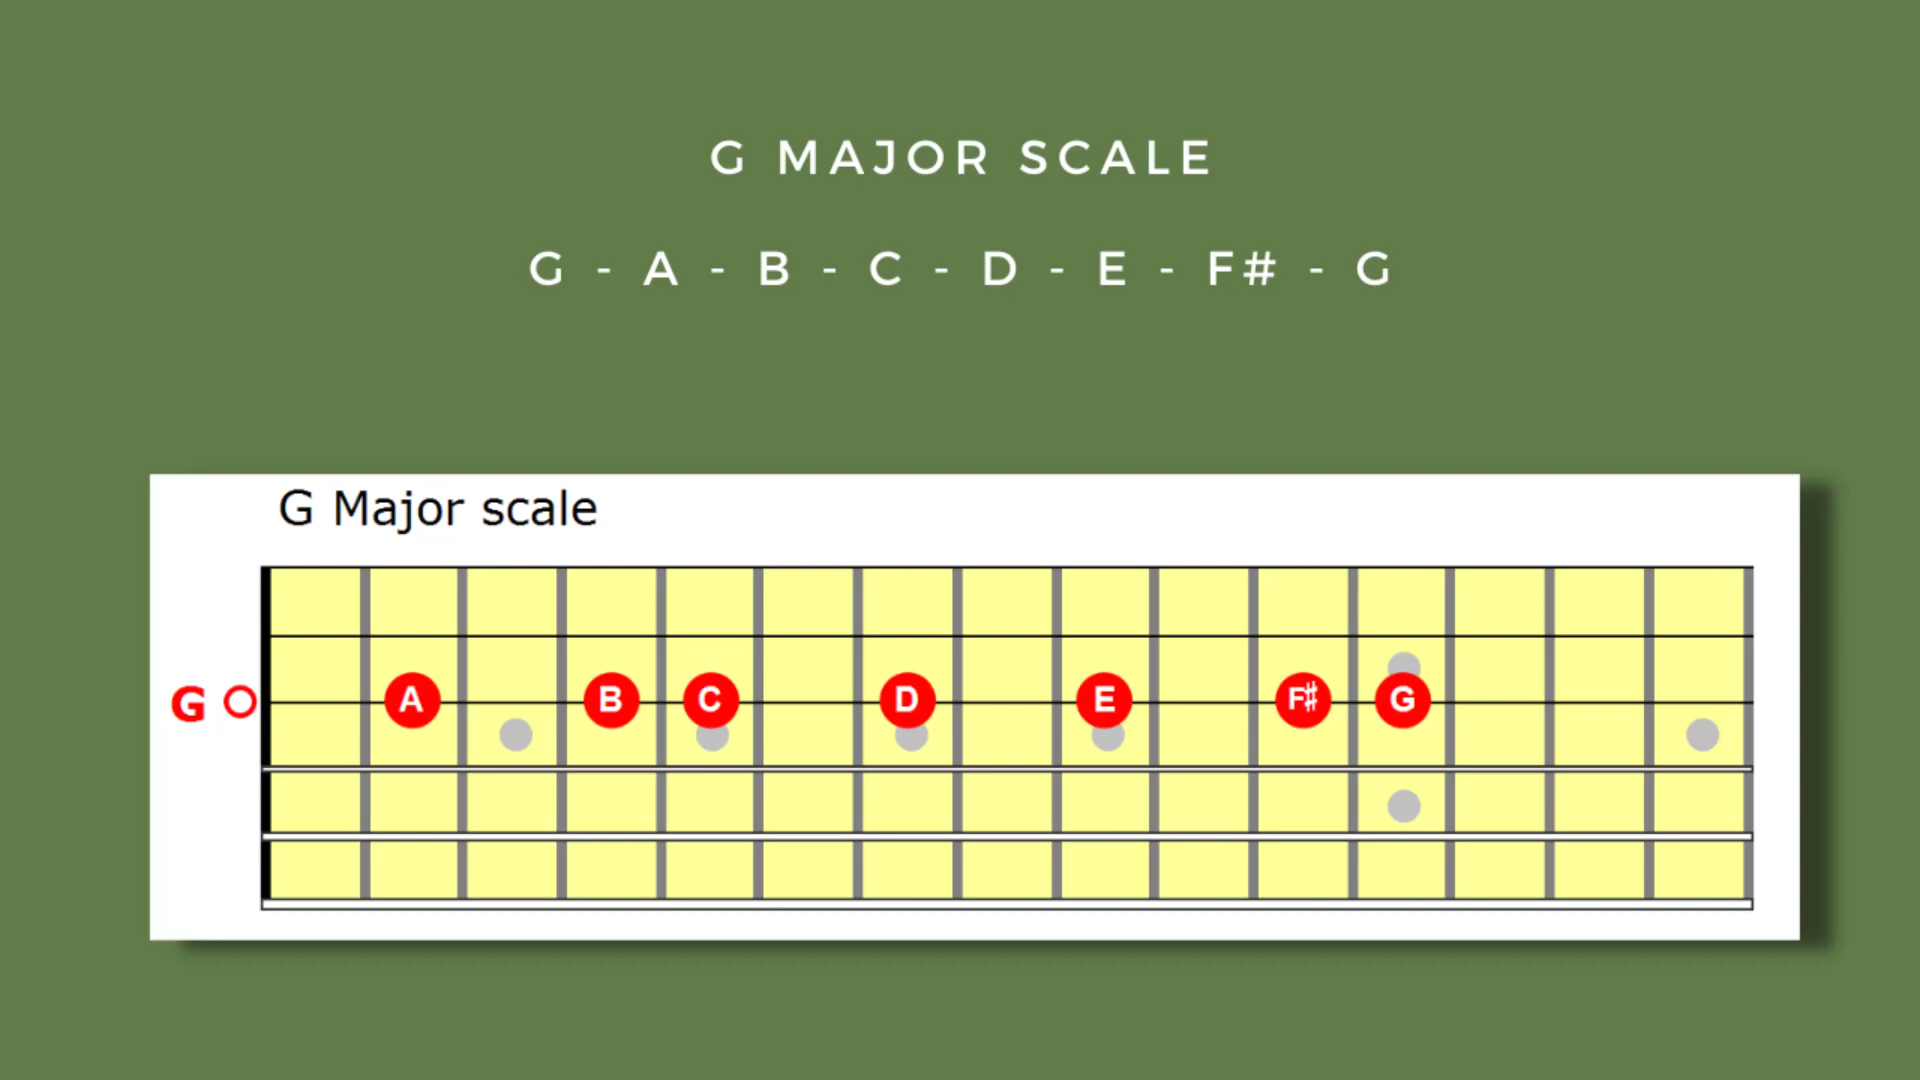 G MAJOR SCALE
G - A - B - C - D - E - F# - G
G Major scale
G A B C D E F♯ G